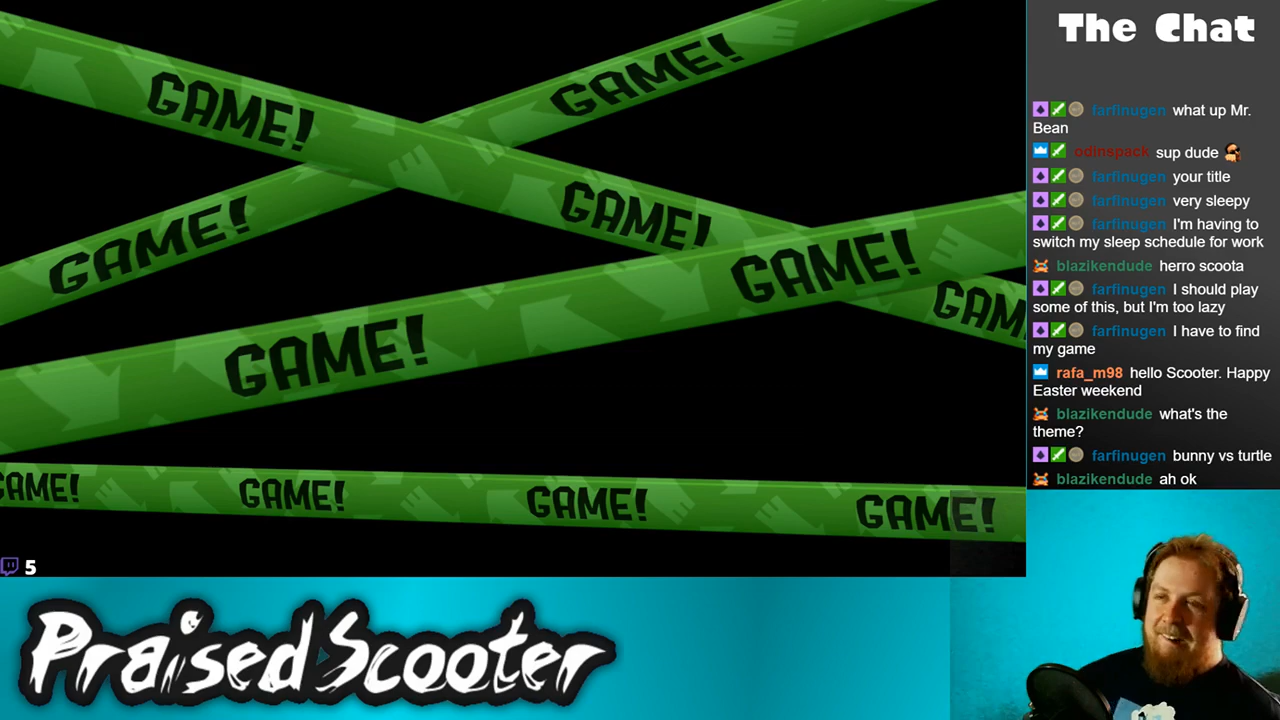 The Chat
GAME!
GAME!
GAME!
GAME!
GAME!
GAM
GAME!
GAME!
GAME!
GAME!
GAME!
farfinugen what up Mr.
Bean
odinspack sup dude
farfinugen your title
farfinugen very sleepy
farfinugen I'm having to
switch my sleep schedule for work
blazikendude herro scoota
farfinugen I should play
some of this, but I'm too lazy
farfinugen I have to find
my game
rafa_m98 hello Scooter. Happy
Easter weekend
blazikendude what's the
theme?
farfinugen bunny vs turtle
blazikendude ah ok
5
PraisedScooter